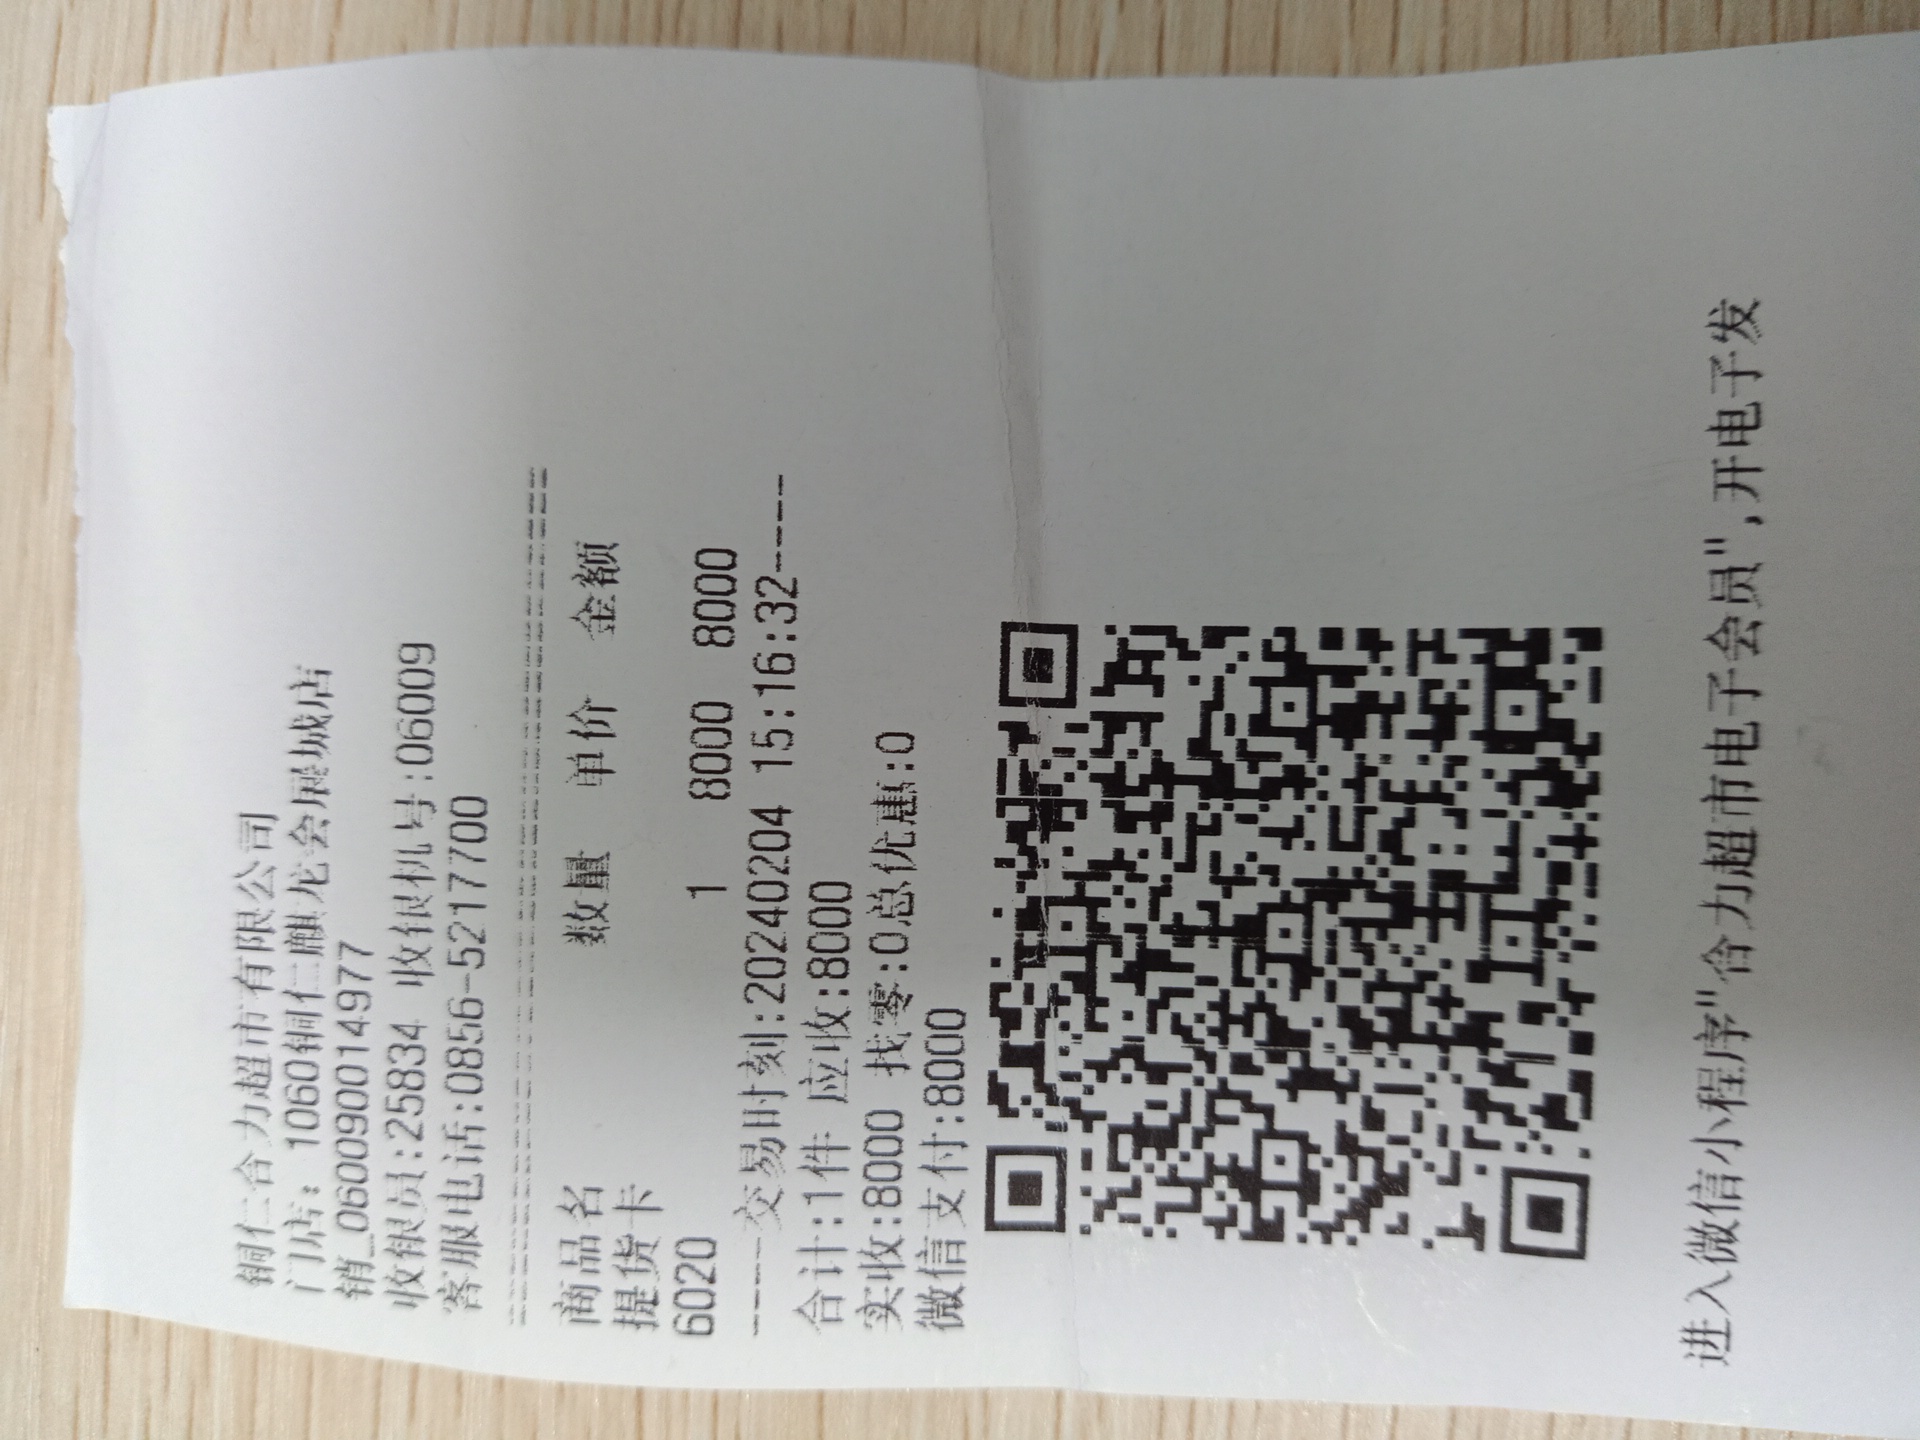 铜仁合力超市有限公司
门店: 1060铜仁麒龙会展城店
销_0600900014977
收银员:25834 收银机号:06009
客服电话:0856-5217700
商品名 数量 单价 金额
提货卡
6020 1 8000 8000
-----交易时刻:20240204 15:16:32----
合计:1件 应收:8000
实收:8000 找零:0总优惠:0
微信支付:8000
进入微信小程序"合力超市电子会员",开电子发